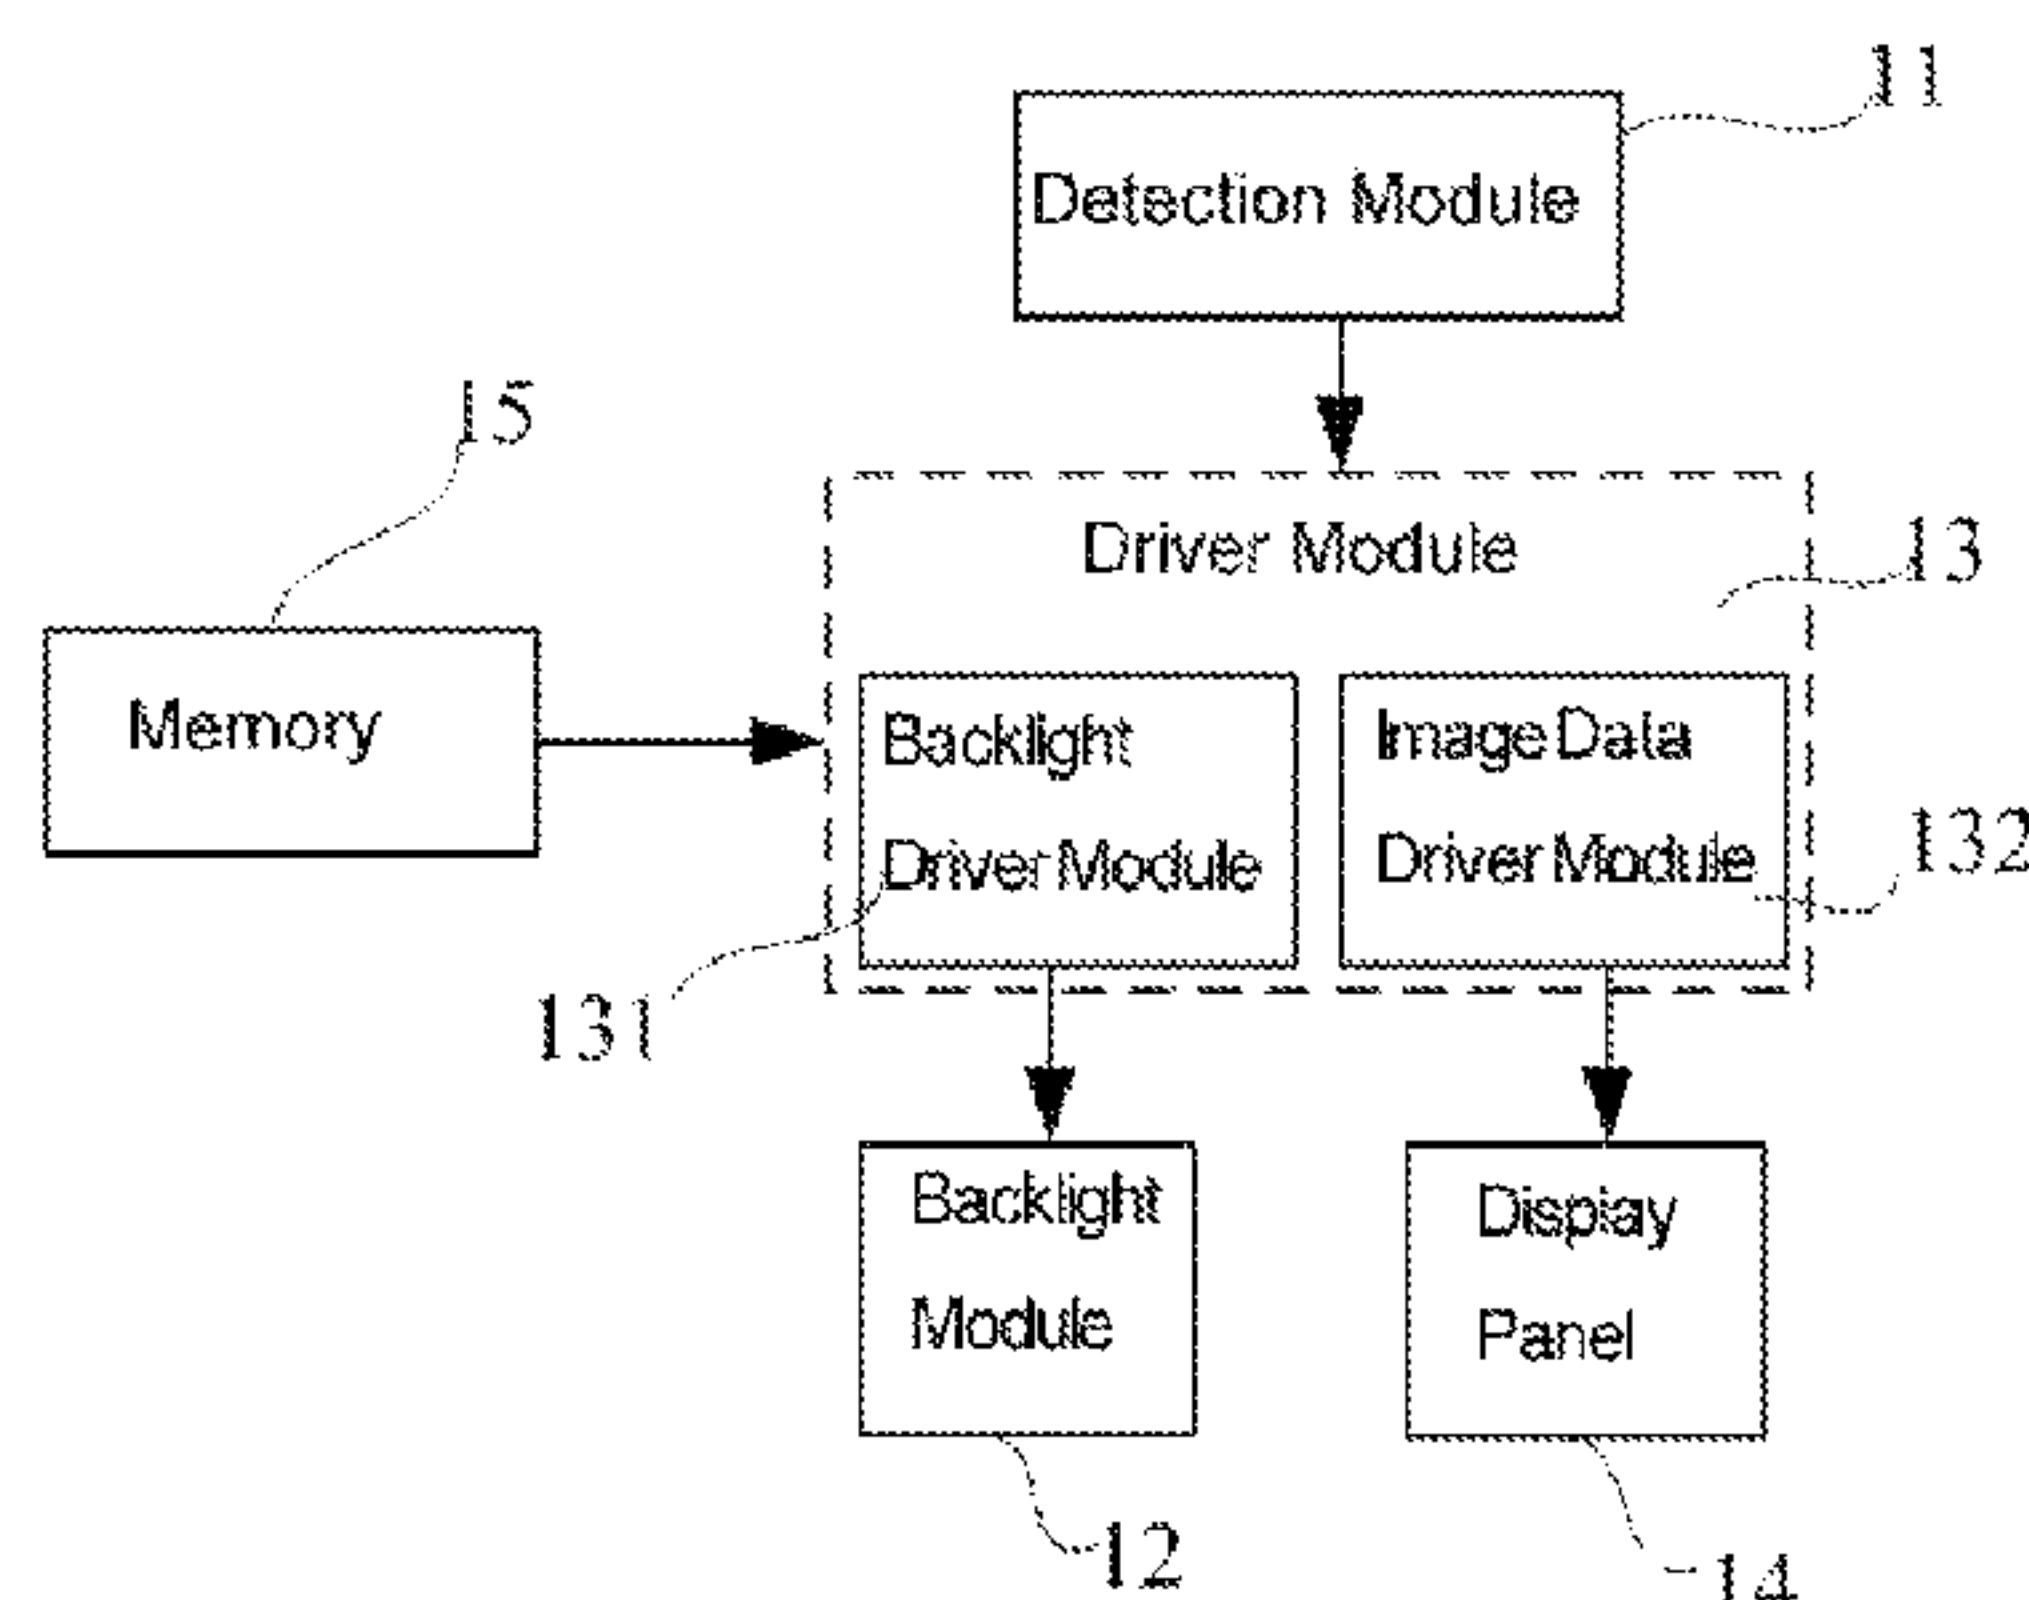 11
Detection Module
15
Driver Module
13
Memory
Backlight
Driver Module
Image Data
Driver Module
132
131
Backlight
Module
Display
Panel
12
14